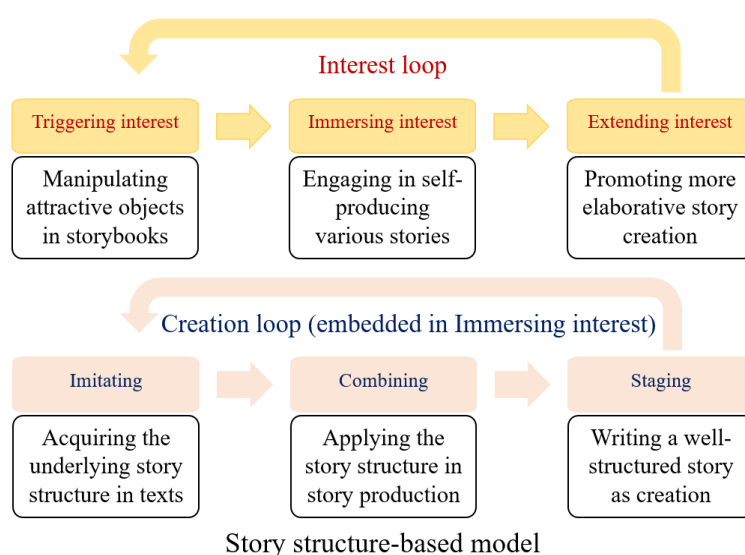 Interest loop
Triggering interest
Immersing interest
Extending interest
Manipulating
attractive objects
in storybooks
Engaging in self-
producing
various stories
Promoting more
elaborative story
creation
Creation loop (embedded in Immersing interest)
Imitating
Combining
Staging
Acquiring the
underlying story
structure in texts
Applying the
story structure in
story production
Writing a well-
structured story
as creation
Story structure-based model